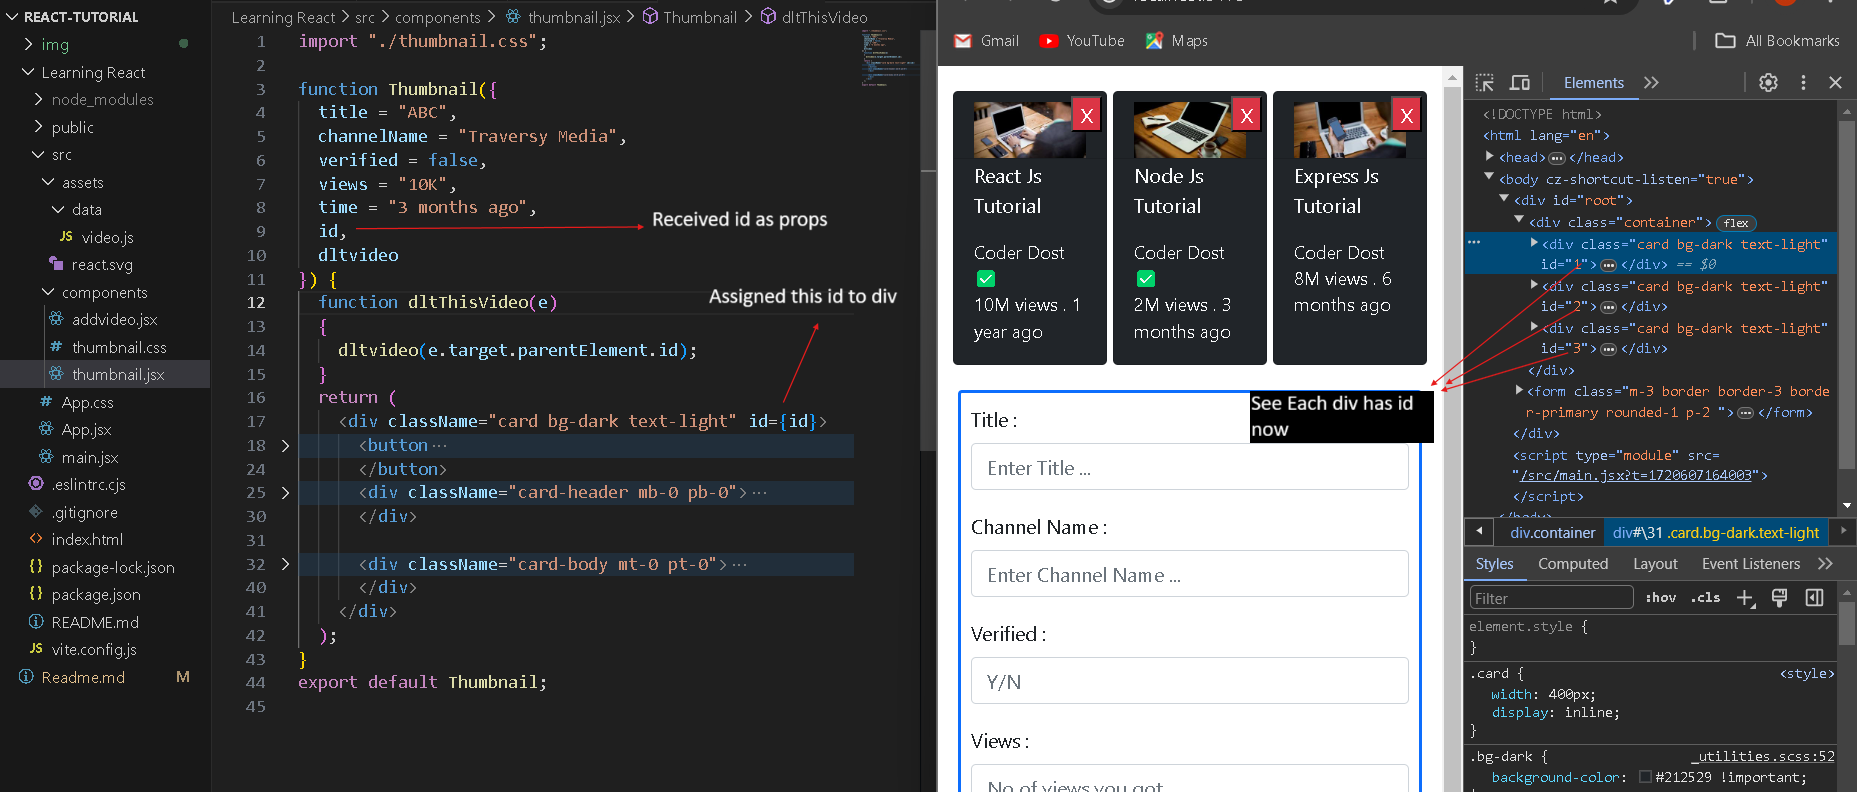 REACT-TUTORIAL
img
Learning React
node_modules
public
src
assets
data
JS video.js
react.svg
components
addvideo.jsx
# thumbnail.css
thumbnail.jsx
# App.css
App.jsx
main.jsx
.eslintrc.cjs
.gitignore
<> index.html
{} package-lock.json
{} package.json
README.md
JS vite.config.js
Readme.md M
Learning React > src > components > thumbnail.jsx > Thumbnail > dltThisVideo
1 import "./thumbnail.css";
2
3 function Thumbnail({
4 title = "ABC",
5 channelName = "Traversy Media",
6 verified = false,
7 views = "10K",
8 time = "3 months ago",
9 id,
10 dltvideo
11 }) {
12 function dltThisVideo(e)
13 {
14 dltvideo(e.target.parentElement.id);
15 }
16 return (
17 <div className="card bg-dark text-light" id={id}>
18 <button ...
24 </button>
25 <div className="card-header mb-0 pb-0"> ...
30 </div>
31
32 <div className="card-body mt-0 pt-0"> ...
40 </div>
41 </div>
42 );
43 }
44 export default Thumbnail;
45
Received id as props
Assigned this id to div
Gmail YouTube Maps All Bookmarks
X
React Js
Tutorial
Coder Dost
10M views . 1
year ago
X
Node Js
Tutorial
Coder Dost
2M views . 3
months ago
X
Express Js
Tutorial
Coder Dost
8M views . 6
months ago
See Each div has id
now
Title :
Enter Title ...
Channel Name :
Enter Channel Name ...
Verified :
Y/N
Views :
No of views you got
Elements
<!DOCTYPE html>
<html lang="en">
<head> ... </head>
<body cz-shortcut-listen="true">
<div id="root">
<div class="container"> flex
... <div class="card bg-dark text-light"
id="1"> ... </div> == $0
<div class="card bg-dark text-light"
id="2"> ... </div>
<div class="card bg-dark text-light"
id="3"> ... </div>
</div>
<form class="m-3 border border-3 borde
r-primary rounded-1 p-2 "> ... </form>
</div>
<script type="module" src=
"/src/main.jsx?t=1720607164003">
</script>
</body>
div.container div#\31 .card.bg-dark.text-light
Styles Computed Layout Event Listeners
Filter :hov .cls
element.style {
}
.card { <style>
width: 400px;
display: inline;
}
.bg-dark { _utilities.scss:52
background-color: #212529 !important;